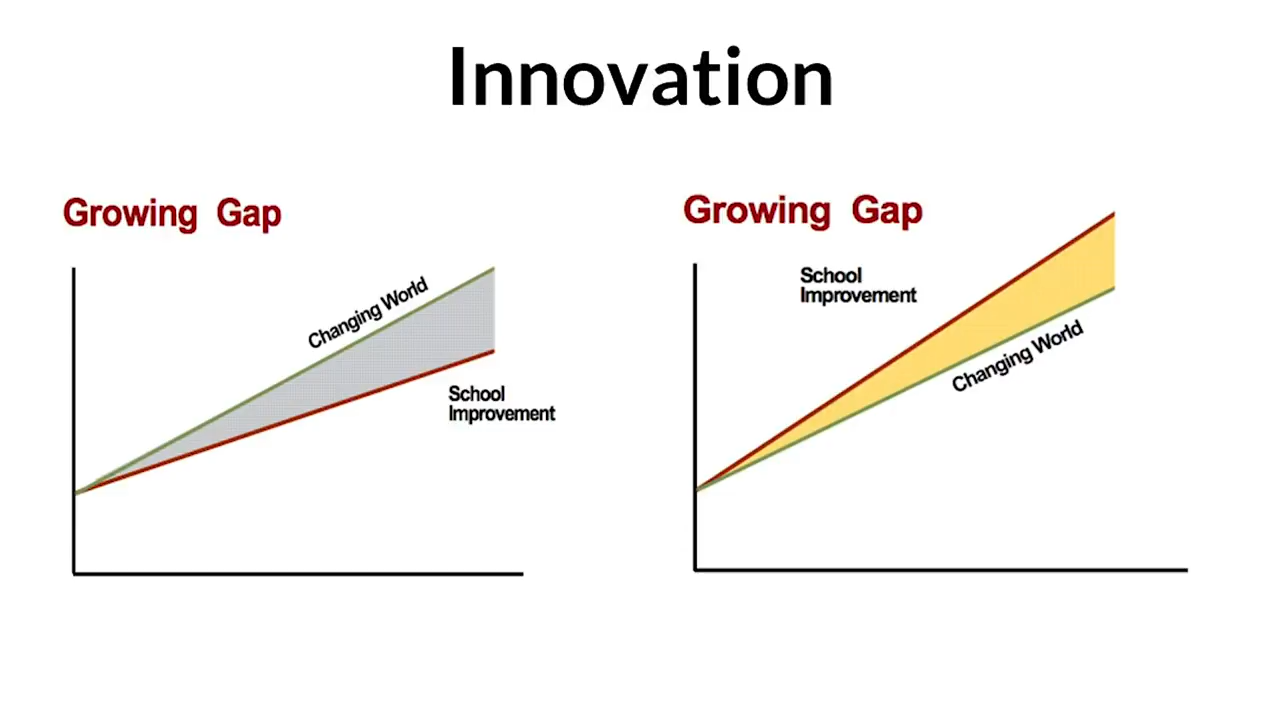 Innovation
Growing Gap
Changing World
School
Improvement
Growing Gap
School
Improvement
Changing World